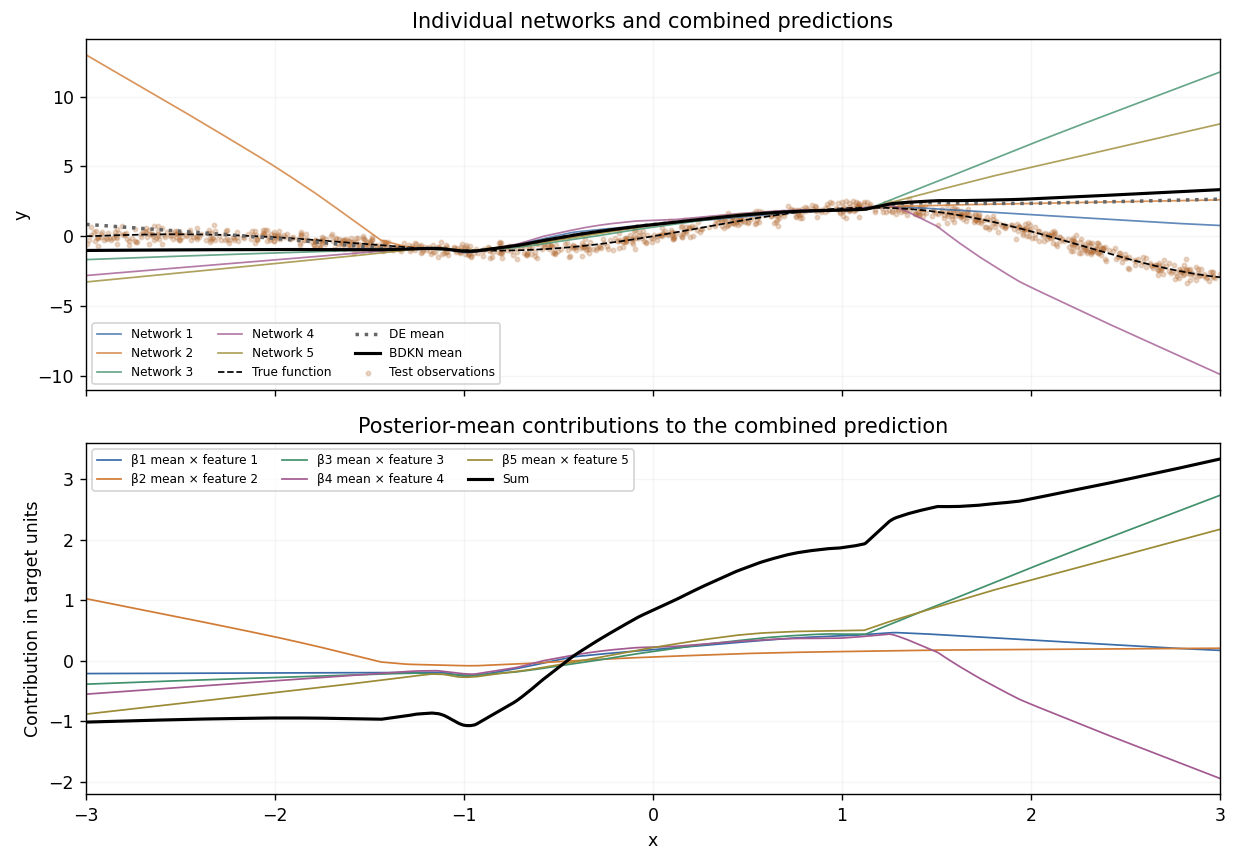 Individual networks and combined predictions
10
5
0
−5
−10
y
Network 1
Network 2
Network 3
Network 4
Network 5
True function
DE mean
BDKN mean
Test observations
Posterior-mean contributions to the combined prediction
3
2
1
0
−1
−2
Contribution in target units
β1 mean × feature 1
β2 mean × feature 2
β3 mean × feature 3
β4 mean × feature 4
β5 mean × feature 5
Sum
−3
−2
−1
0
1
2
3
x